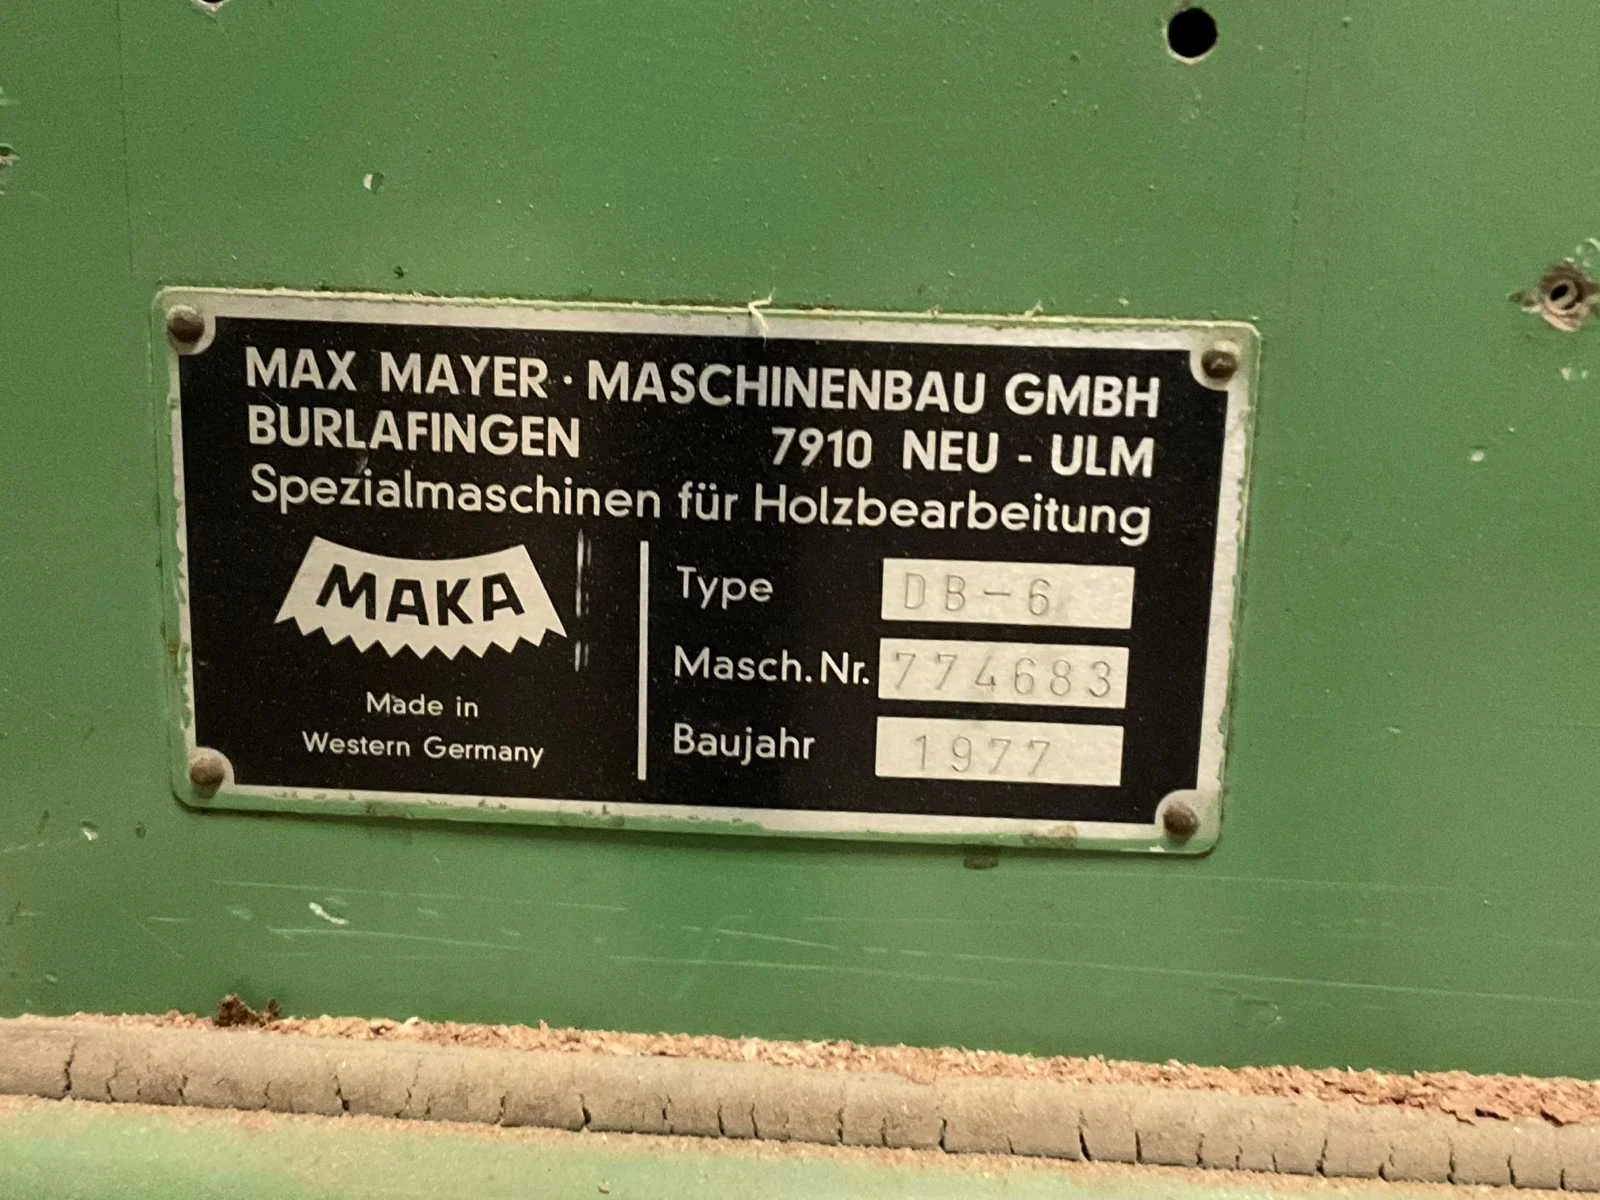 MAX MAYER · MASCHINENBAU GMBH
BURLAFINGEN 7910 NEU - ULM
Spezialmaschinen für Holzbearbeitung
MAKA
Made in
Western Germany
Type DB-6
Masch.Nr. 774683
Baujahr 1977